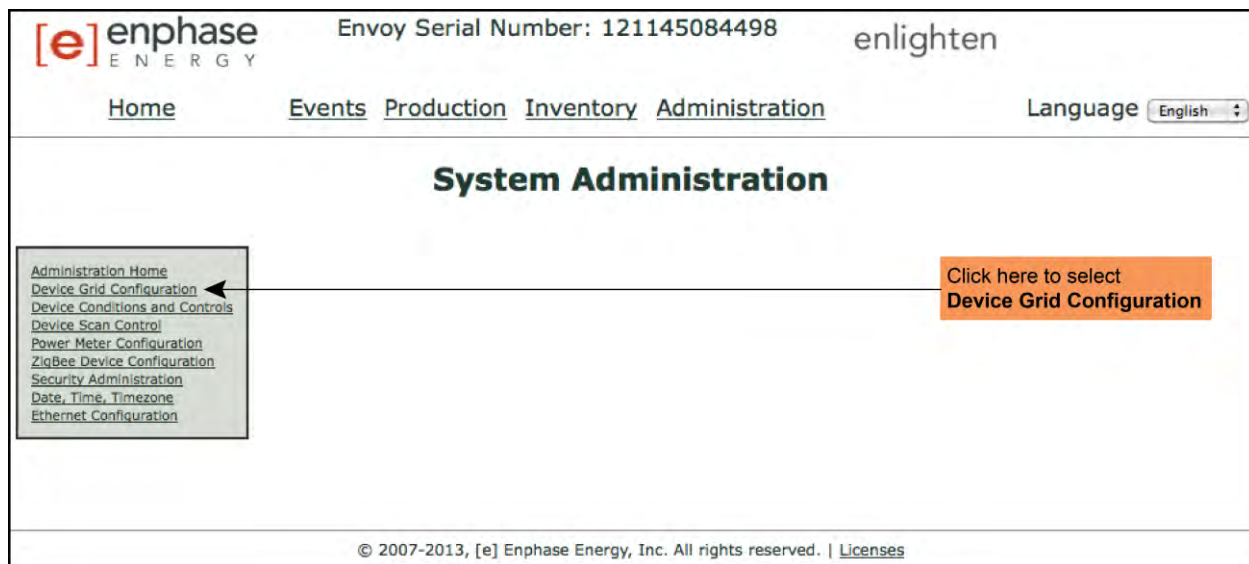 [e] enphase
ENERGY
Envoy Serial Number: 121145084498
enlighten
Home Events Production Inventory Administration Language English
System Administration
Administration Home
Device Grid Configuration
Device Conditions and Controls
Device Scan Control
Power Meter Configuration
ZigBee Device Configuration
Security Administration
Date, Time, Timezone
Ethernet Configuration
Click here to select
Device Grid Configuration
© 2007-2013, [e] Enphase Energy, Inc. All rights reserved. | Licenses